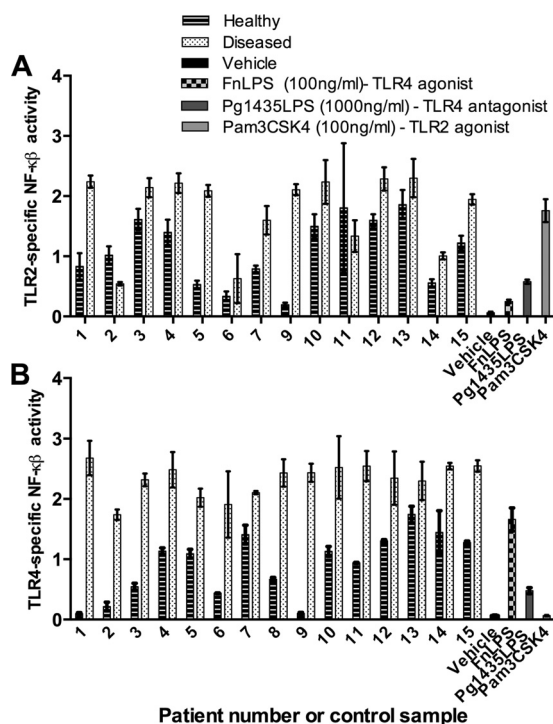 Healthy
Diseased
Vehicle
FnLPS (100ng/ml)- TLR4 agonist
Pg1435LPS (1000ng/ml) - TLR4 antagonist
Pam3CSK4 (100ng/ml) - TLR2 agonist
A
TLR2-specific NF-κβ activity
4
3
2
1
0
1 2 3 4 5 6 7 9 10 11 12 13 14 15 Vehicle FnLPS Pg1435LPS Pam3CSK4
B
TLR4-specific NF-κβ activity
4
3
2
1
0
1 2 3 4 5 6 7 8 9 10 11 12 13 14 15 Vehicle FnLPS Pg1435LPS Pam3CSK4
Patient number or control sample